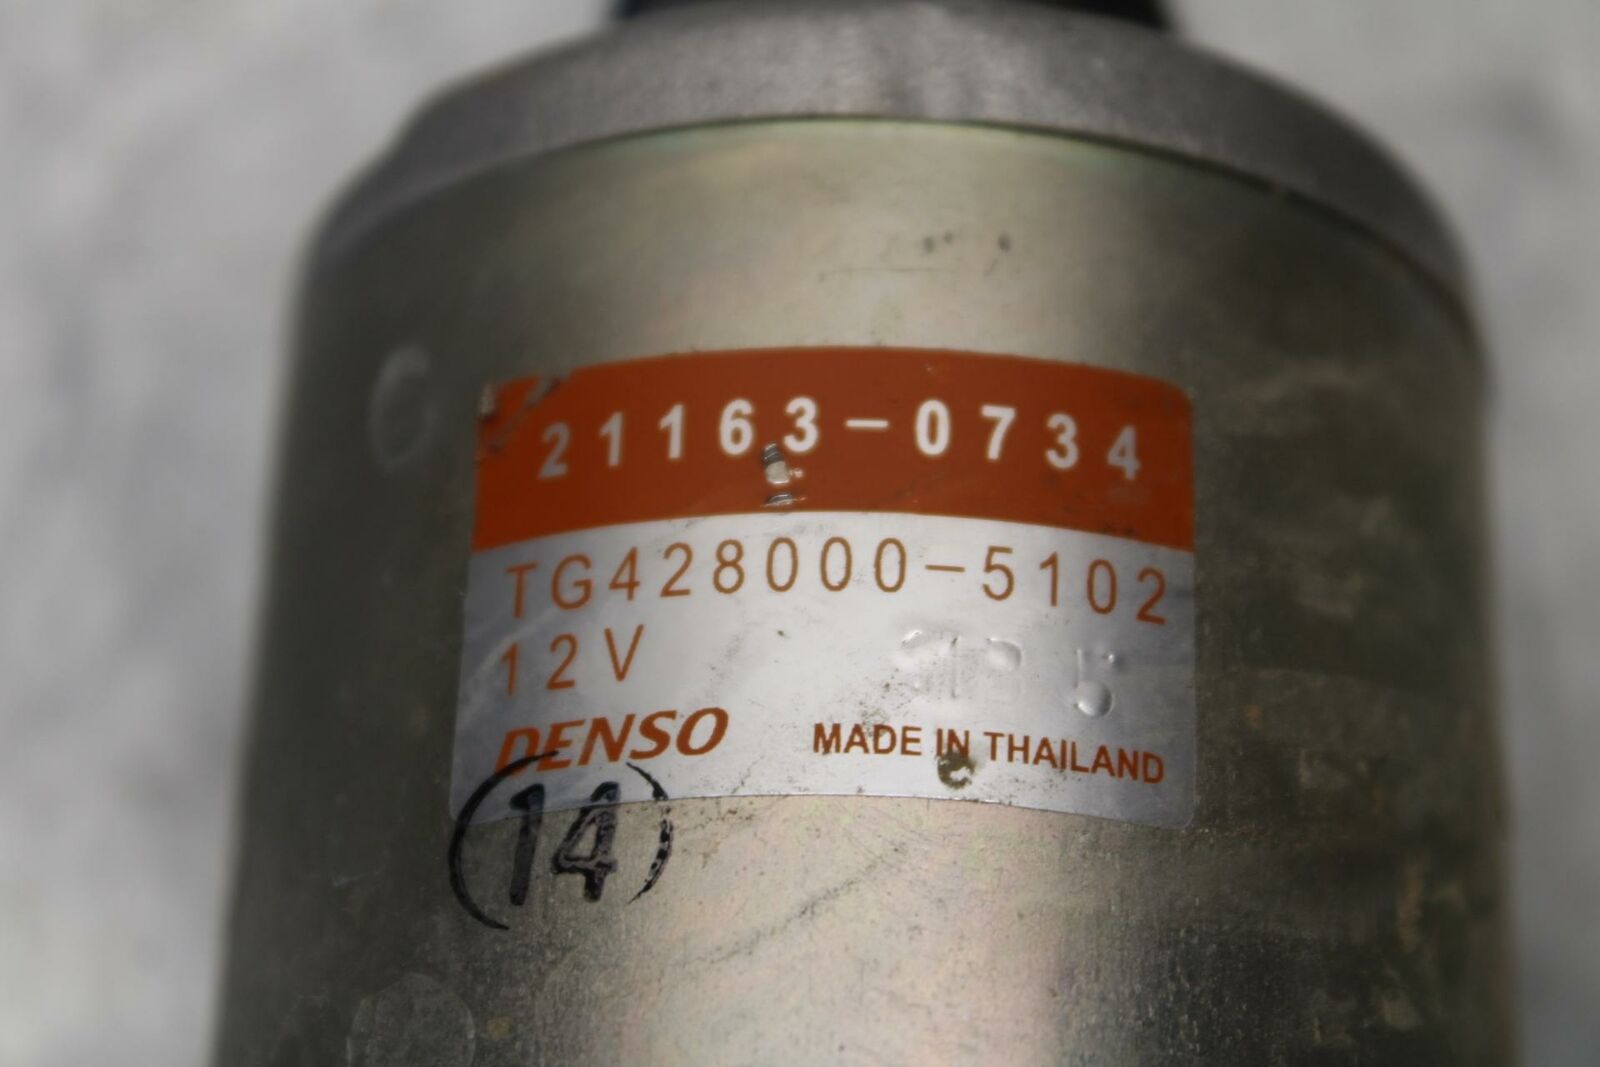 21163-0734
TG428000-5102
12V
DENSO MADE IN THAILAND
(14)